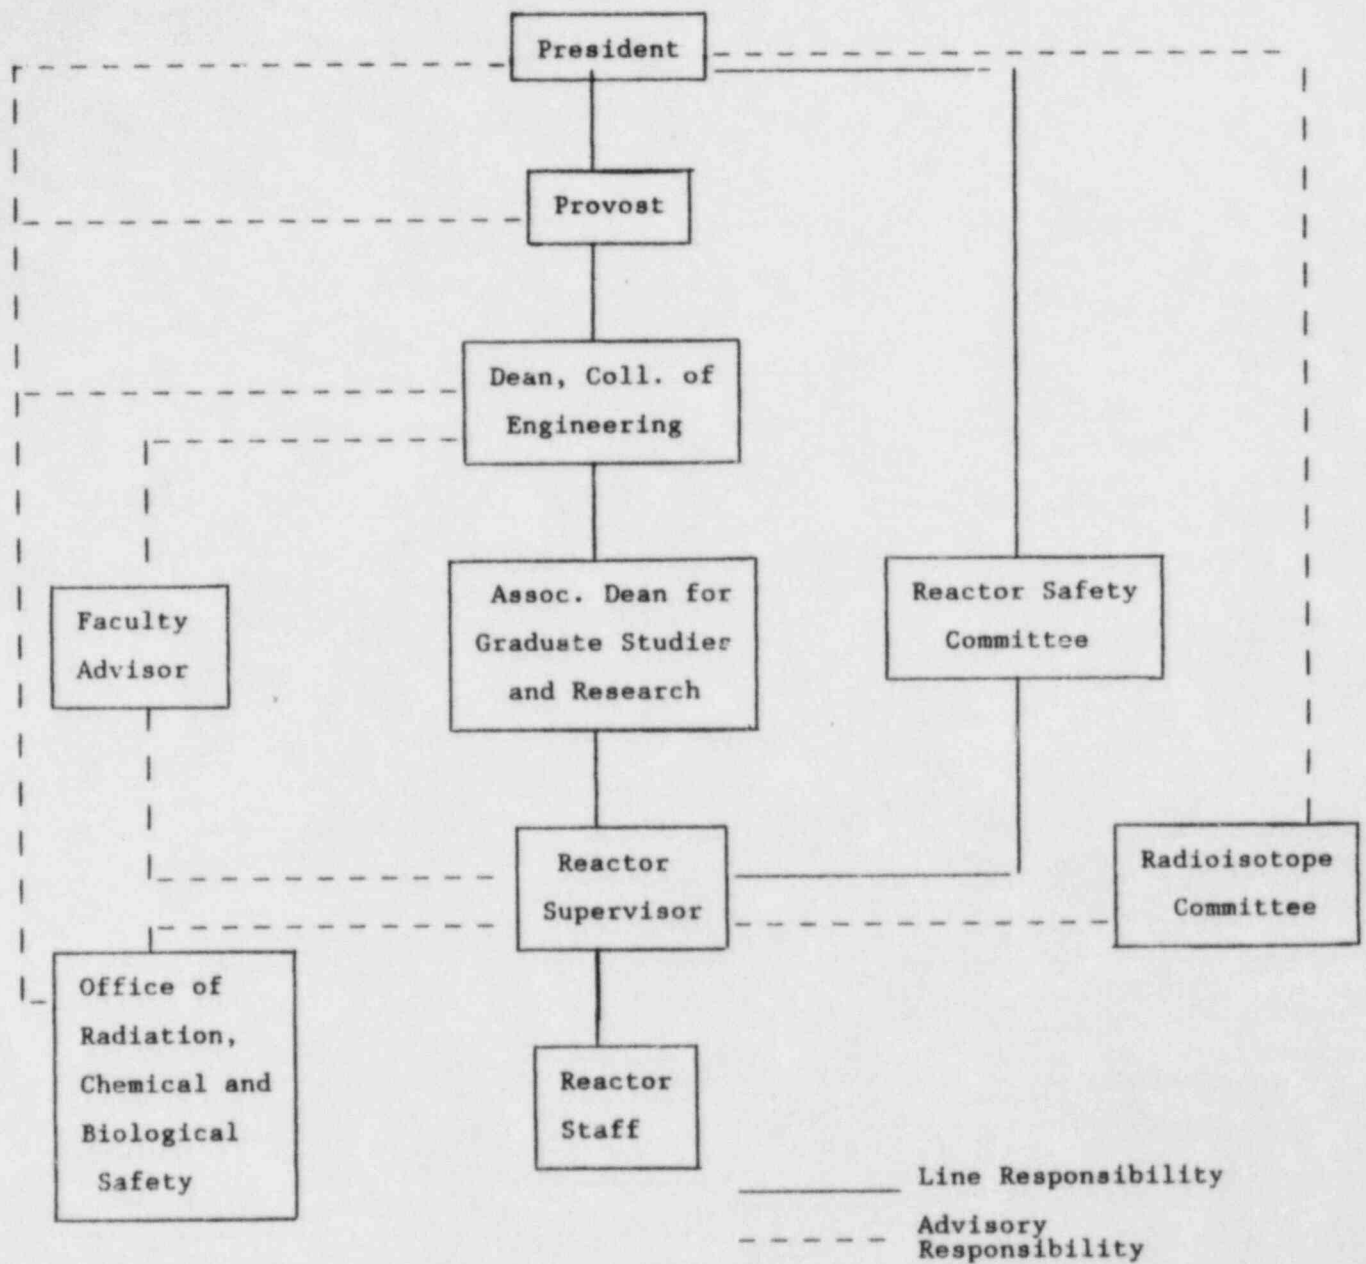 President
Provost
Dean, Coll. of
Engineering
Faculty
Advisor
Assoc. Dean for
Graduate Studies
and Research
Reactor Safety
Committee
Reactor
Supervisor
Radioisotope
Committee
Office of
Radiation,
Chemical and
Biological
Safety
Reactor
Staff
Line Responsibility
Advisory
Responsibility